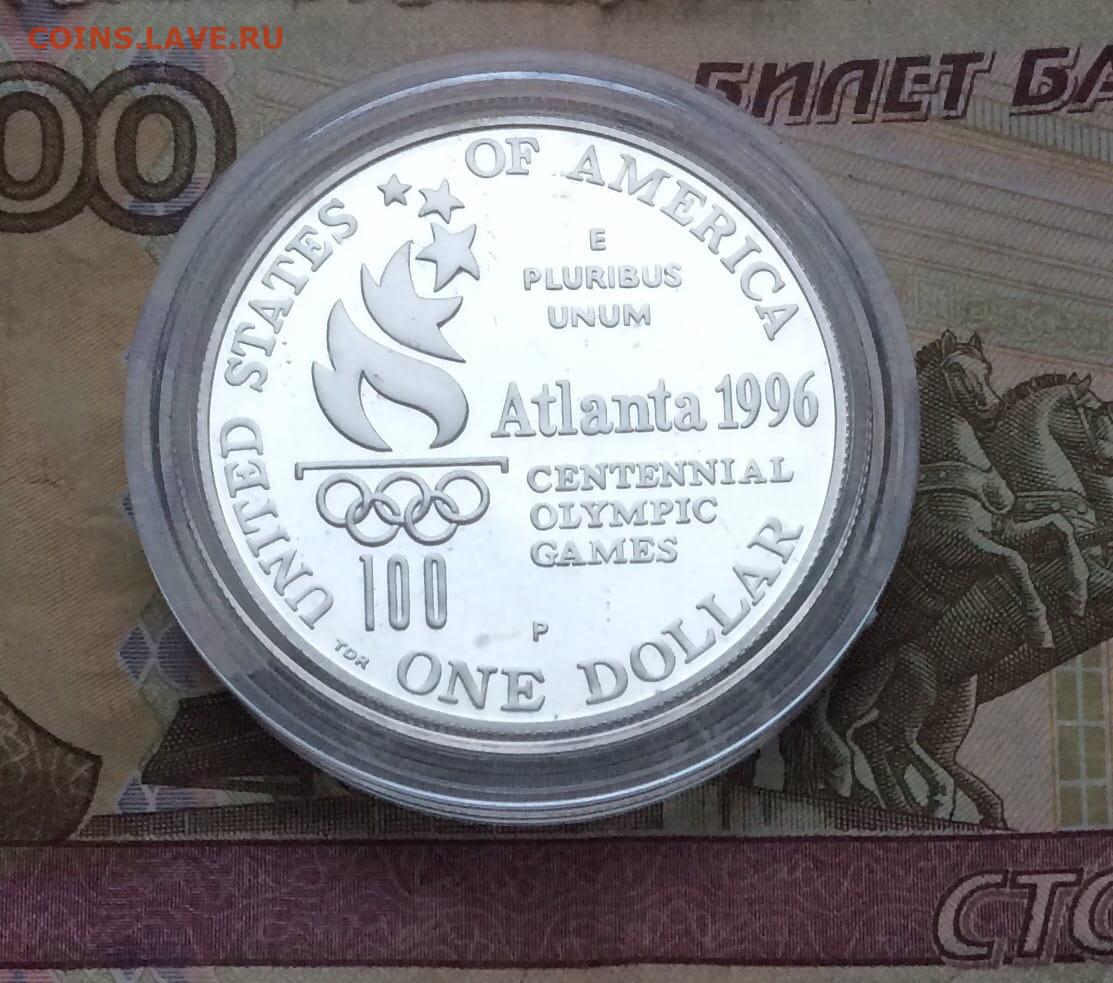 COINS.LAVE.RU
00
БИЛЕТ БА
UNITED STATES OF AMERICA
E
PLURIBUS
UNUM
Atlanta 1996
CENTENNIAL
OLYMPIC
GAMES
100
P
TDR
ONE DOLLAR
СТО